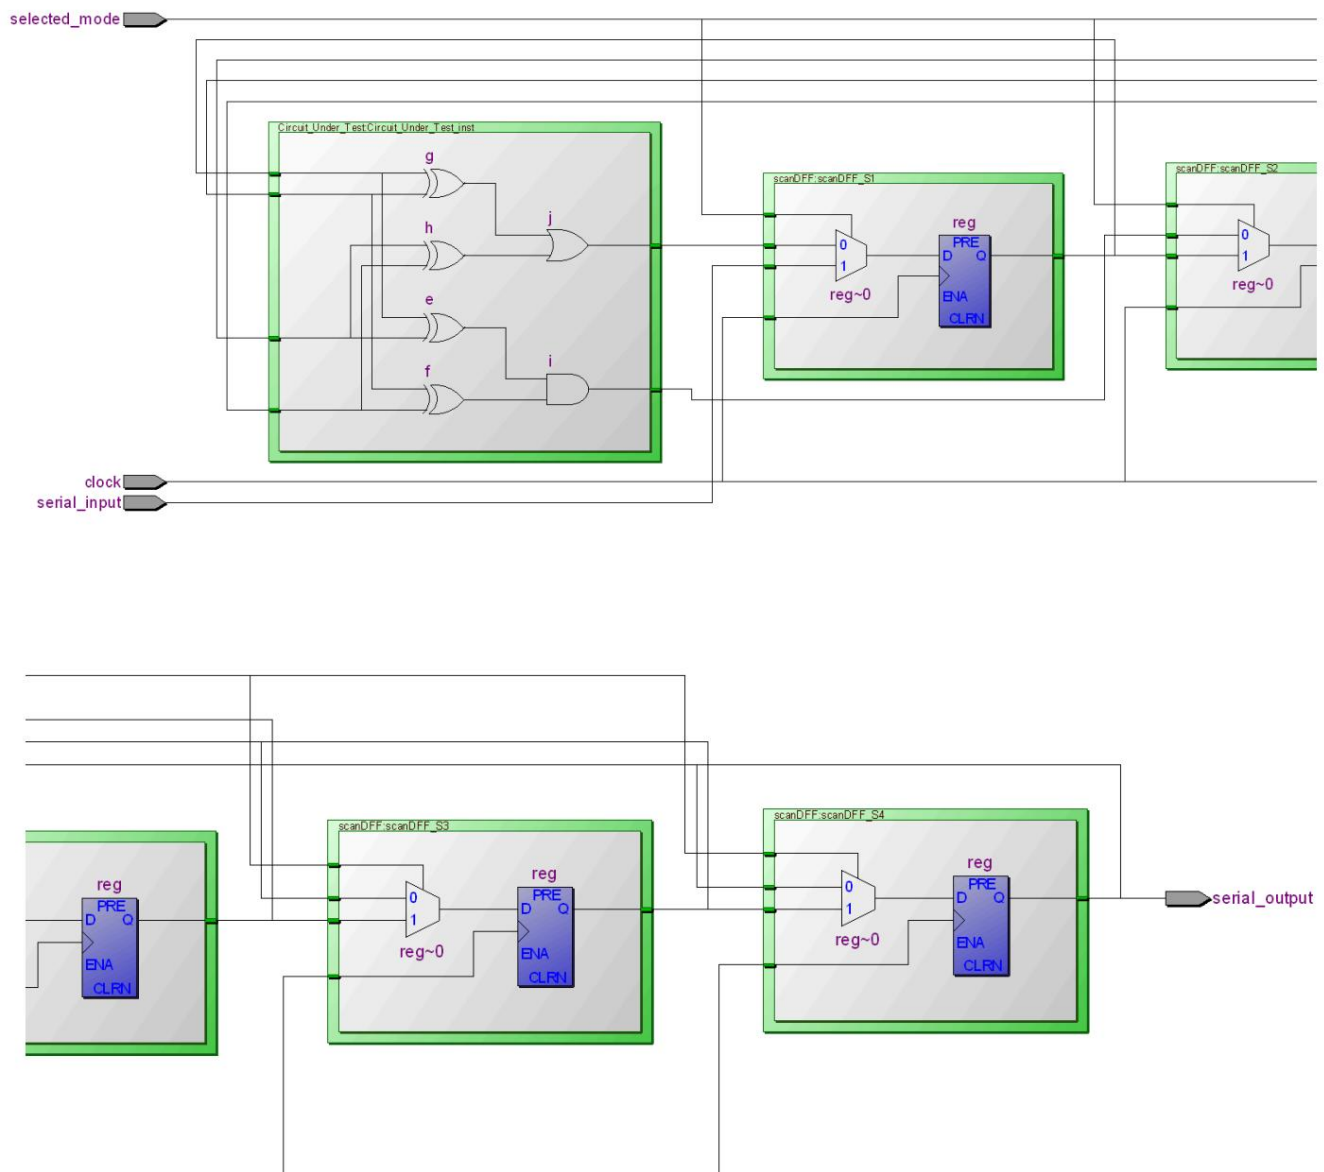 selected_mode
Circuit_Under_Test:Circuit_Under_Test_inst
g
h
j
e
f
i
scanDFF:scanDFF_S1
0
1
reg~0
reg
PRE
D Q
ENA
CLRN
scanDFF:scanDFF_S2
0
1
reg~0
clock
serial_input
reg
PRE
D Q
ENA
CLRN
scanDFF:scanDFF_S3
0
1
reg~0
reg
PRE
D Q
ENA
CLRN
scanDFF:scanDFF_S4
0
1
reg~0
reg
PRE
D Q
ENA
CLRN
serial_output